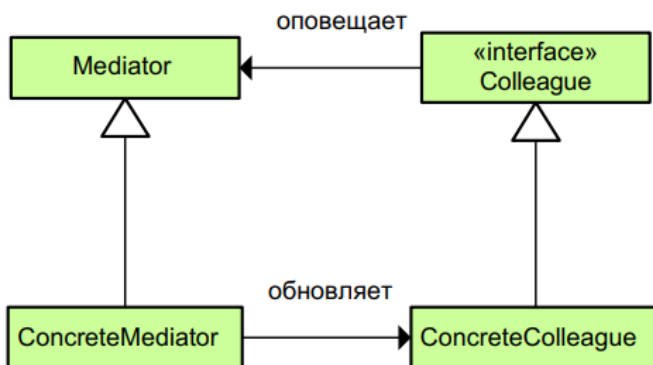 оповещает
Mediator
«interface»
Colleague
обновляет
ConcreteMediator
ConcreteColleague